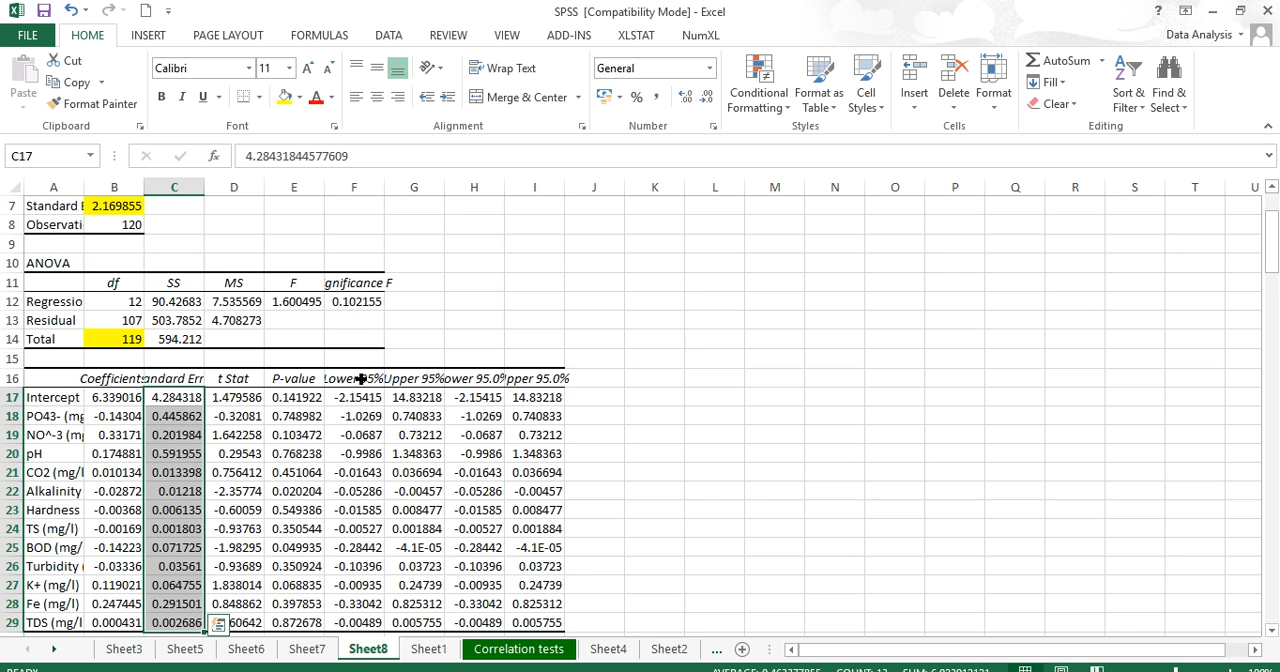 SPSS [Compatibility Mode] - Excel
FILE HOME INSERT PAGE LAYOUT FORMULAS DATA REVIEW VIEW ADD-INS XLSTAT NumXL Data Analysis
Cut
Copy
Format Painter
Paste
Clipboard
Calibri 11
B I U
Font
Wrap Text
Merge & Center
Alignment
General
%
Number
Conditional Formatting
Format as Table
Cell Styles
Styles
Insert Delete Format
Cells
AutoSum
Fill
Clear
Sort & Filter
Find & Select
Editing
C17 fx 4.28431844577609
A B C D E F G H I J K L M N O P Q R S T U
7 Standard E 2.169855
8 Observati 120
9
10 ANOVA
11 df SS MS F gnificance F
12 Regressio 12 90.42683 7.535569 1.600495 0.102155
13 Residual 107 503.7852 4.708273
14 Total 119 594.212
15
16 Coefficients andard Err t Stat P-value Lower 95% Upper 95% ower 95.0% pper 95.0%
17 Intercept 6.339016 4.284318 1.479586 0.141922 -2.15415 14.83218 -2.15415 14.83218
18 PO43- (mg -0.14304 0.445862 -0.32081 0.748982 -1.0269 0.740833 -1.0269 0.740833
19 NO^-3 (m 0.33171 0.201984 1.642258 0.103472 -0.0687 0.73212 -0.0687 0.73212
20 pH 0.174881 0.591955 0.29543 0.768238 -0.9986 1.348363 -0.9986 1.348363
21 CO2 (mg/l 0.010134 0.013398 0.756412 0.451064 -0.01643 0.036694 -0.01643 0.036694
22 Alkalinity -0.02872 0.01218 -2.35774 0.020204 -0.05286 -0.00457 -0.05286 -0.00457
23 Hardness -0.00368 0.006135 -0.60059 0.549386 -0.01585 0.008477 -0.01585 0.008477
24 TS (mg/l) -0.00169 0.001803 -0.93763 0.350544 -0.00527 0.001884 -0.00527 0.001884
25 BOD (mg/ -0.14223 0.071725 -1.98295 0.049935 -0.28442 -4.1E-05 -0.28442 -4.1E-05
26 Turbidity ( -0.03336 0.03561 -0.93689 0.350924 -0.10396 0.03723 -0.10396 0.03723
27 K+ (mg/l) 0.119021 0.064755 1.838014 0.068835 -0.00935 0.24739 -0.00935 0.24739
28 Fe (mg/l) 0.247445 0.291501 0.848862 0.397853 -0.33042 0.825312 -0.33042 0.825312
29 TDS (mg/l 0.000431 0.002686 60642 0.872678 -0.00489 0.005755 -0.00489 0.005755
Sheet3 Sheet5 Sheet6 Sheet7 Sheet8 Sheet1 Correlation tests Sheet4 Sheet2 ...